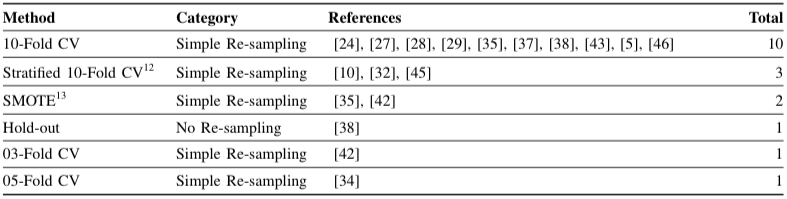 Method Category References Total
10-Fold CV Simple Re-sampling [24], [27], [28], [29], [35], [37], [38], [43], [5], [46] 10
Stratified 10-Fold CV12 Simple Re-sampling [10], [32], [45] 3
SMOTE13 Simple Re-sampling [35], [42] 2
Hold-out No Re-sampling [38] 1
03-Fold CV Simple Re-sampling [42] 1
05-Fold CV Simple Re-sampling [34] 1